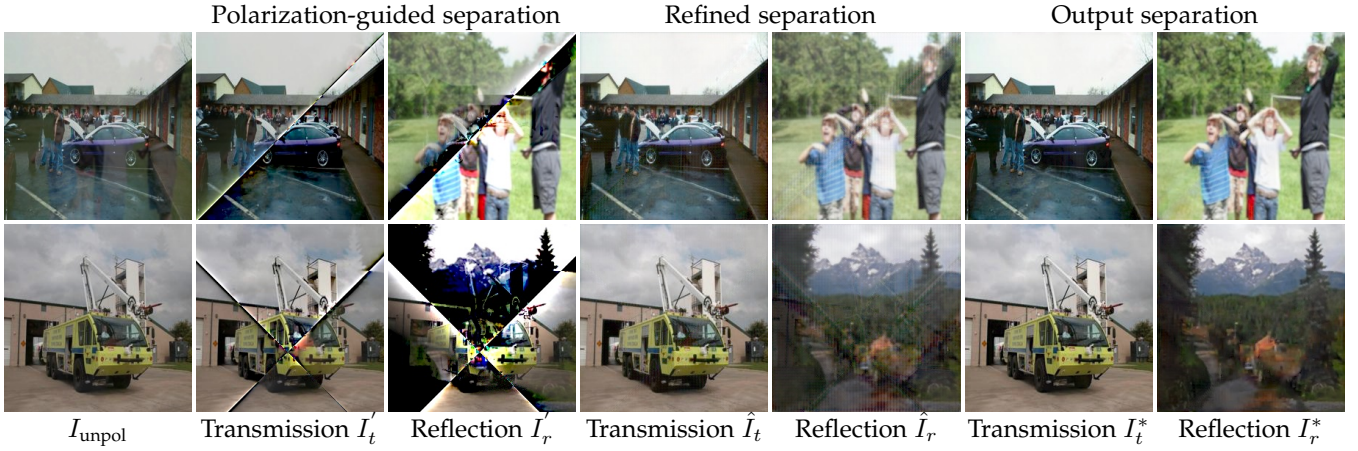 Polarization-guided separation Refined separation Output separation
I_unpol Transmission I_t' Reflection I_r' Transmission Î_t Reflection Î_r Transmission I_t^* Reflection I_r^*